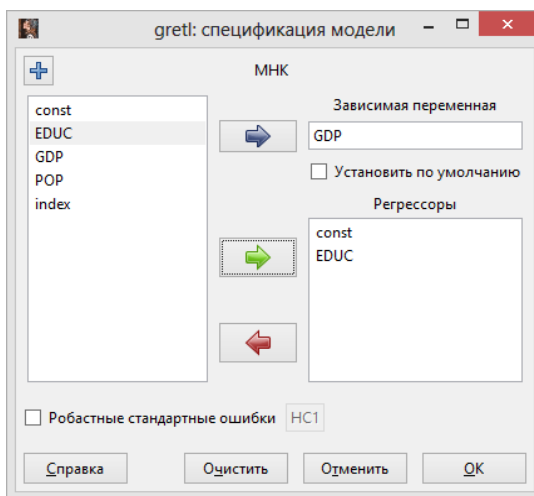 gretl: спецификация модели
МНК
const
EDUC
GDP
POP
index
Зависимая переменная
GDP
Установить по умолчанию
Регрессоры
const
EDUC
Робастные стандартные ошибки HC1
Справка Очистить Отменить OK